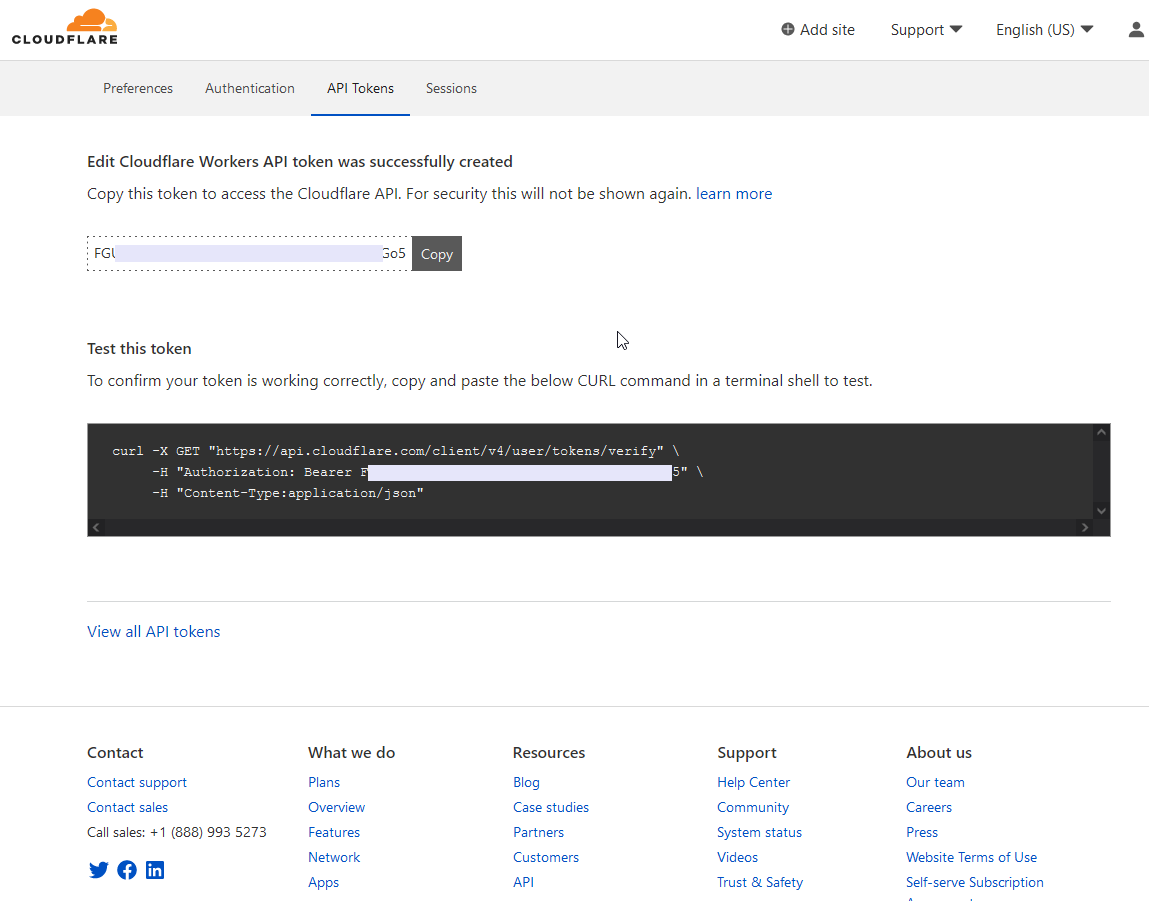 CLOUDFLARE
Add site
Support
English (US)
Preferences
Authentication
API Tokens
Sessions
Edit Cloudflare Workers API token was successfully created
Copy this token to access the Cloudflare API. For security this will not be shown again. learn more
FGU Go5
Copy
Test this token
To confirm your token is working correctly, copy and paste the below CURL command in a terminal shell to test.
curl -X GET "https://api.cloudflare.com/client/v4/user/tokens/verify" \
-H "Authorization: Bearer F 5" \
-H "Content-Type:application/json"
View all API tokens
Contact
Contact support
Contact sales
Call sales: +1 (888) 993 5273
What we do
Plans
Overview
Features
Network
Apps
Resources
Blog
Case studies
Partners
Customers
API
Support
Help Center
Community
System status
Videos
Trust & Safety
About us
Our team
Careers
Press
Website Terms of Use
Self-serve Subscription